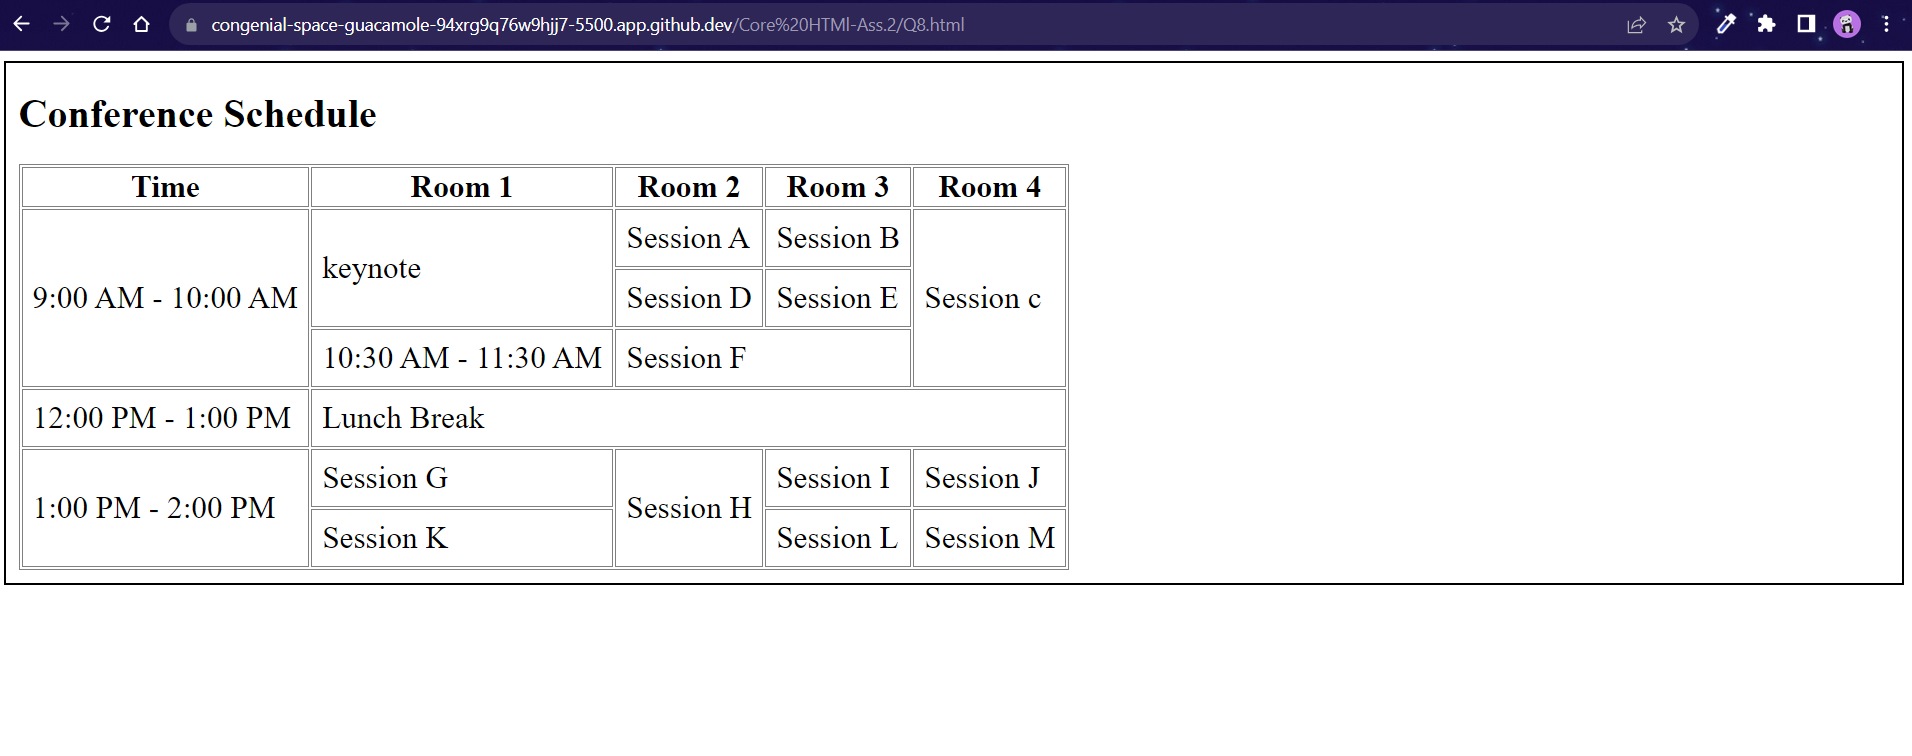 congenial-space-guacamole-94xrg9q76w9hjj7-5500.app.github.dev/Core%20HTMl-Ass.2/Q8.html
Conference Schedule
Time Room 1 Room 2 Room 3 Room 4
9:00 AM - 10:00 AM keynote Session A Session B Session c
Session D Session E
10:30 AM - 11:30 AM Session F
12:00 PM - 1:00 PM Lunch Break
1:00 PM - 2:00 PM Session G Session H Session I Session J
Session K Session L Session M